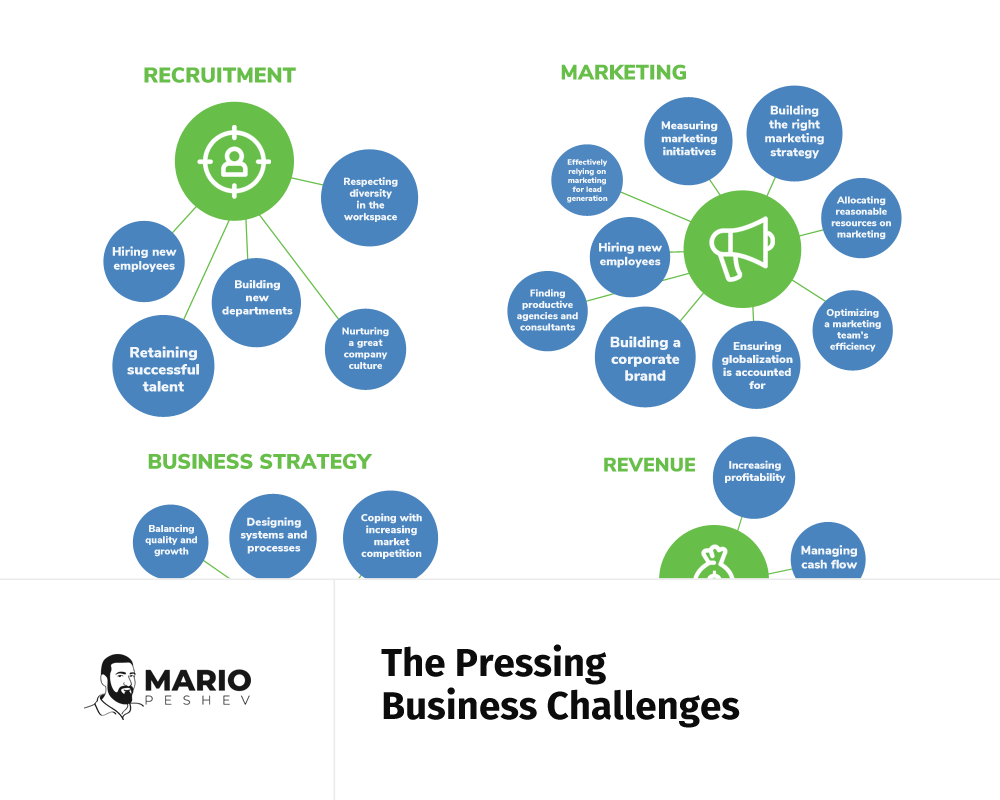 RECRUITMENT
Respecting
diversity
in the
workspace
Hiring new
employees
Building
new
departments
Retaining
successful
talent
Nurturing
a great
company
culture
MARKETING
Measuring
marketing
initiatives
Building
the right
marketing
strategy
Effectively
relying on
marketing
for lead
generation
Allocating
reasonable
resources on
marketing
Hiring new
employees
Finding
productive
agencies and
consultants
Optimizing
a marketing
team's
efficiency
Building a
corporate
brand
Ensuring
globalization
is accounted
for
BUSINESS STRATEGY
Balancing
quality and
growth
Designing
systems and
processes
Coping with
increasing
market
competition
REVENUE
Increasing
profitability
Managing
cash flow
MARIO
PESHEV
The Pressing
Business Challenges